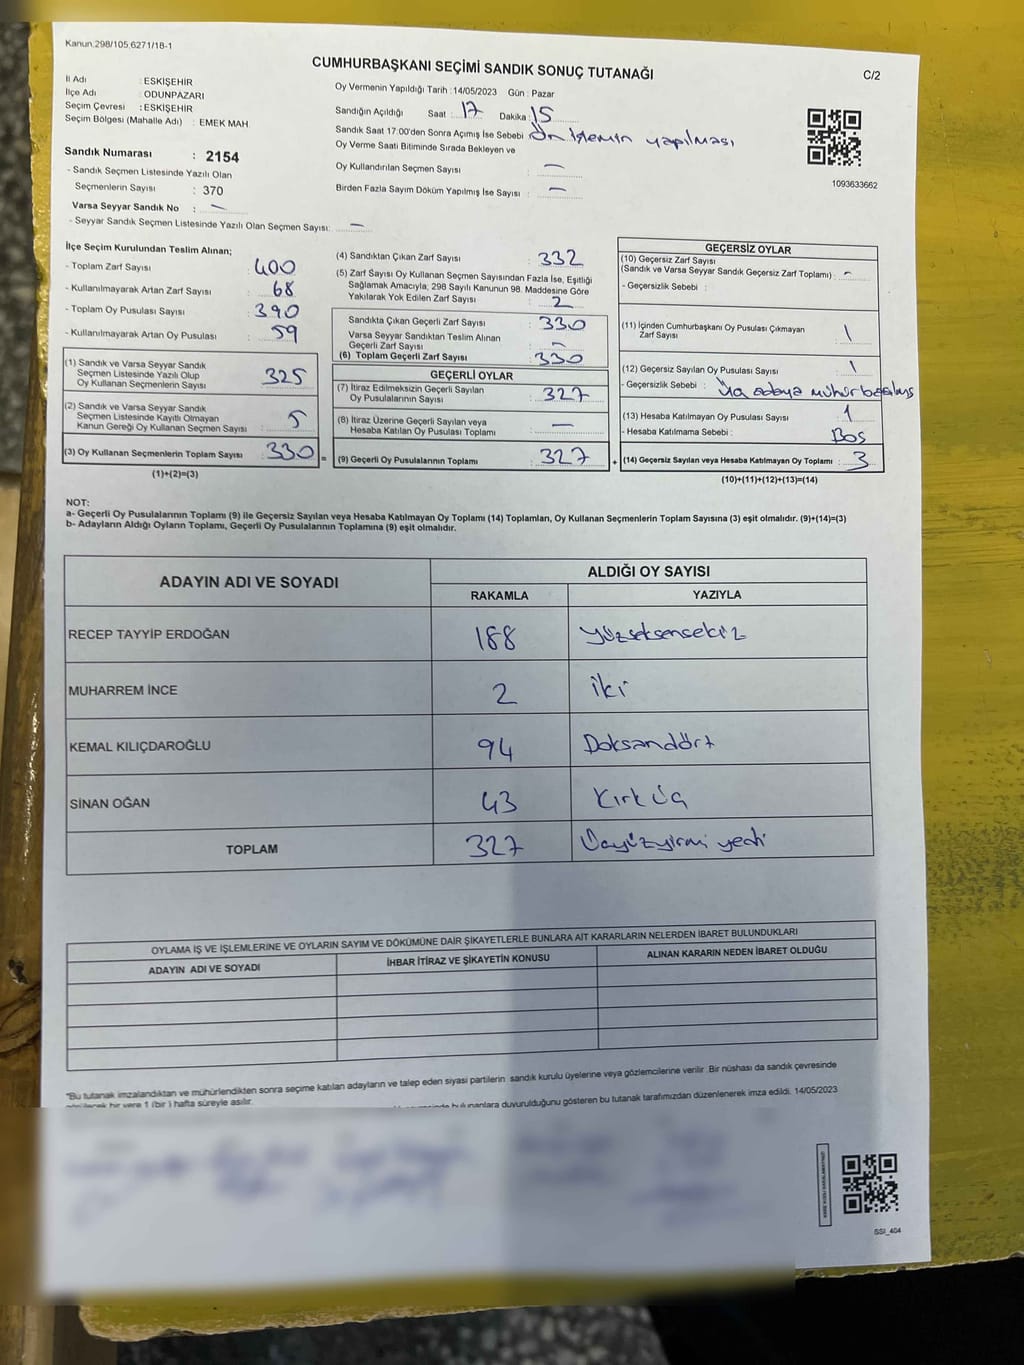 Kanun.298/105,6271/18-1
CUMHURBAŞKANI SEÇİMİ SANDIK SONUÇ TUTANAĞI
C/2
İl Adı : ESKİŞEHİR
İlçe Adı : ODUNPAZARI
Seçim Çevresi : ESKİŞEHİR
Seçim Bölgesi (Mahalle Adı) : EMEK MAH
Sandık Numarası : 2154
- Sandık Seçmen Listesinde Yazılı Olan
Seçmenlerin Sayısı : 370
Varsa Seyyar Sandık No : -
- Seyyar Sandık Seçmen Listesinde Yazılı Olan Seçmen Sayısı: -
Oy Vermenin Yapıldığı Tarih :14/05/2023 Gün : Pazar
Sandığın Açıldığı Saat : 17 Dakika : 15
Sandık Saat 17:00'den Sonra Açımış İse Sebebi Ön işlemin yapılması
Oy Verme Saati Bitiminde Sırada Bekleyen ve
Oy Kullandırılan Seçmen Sayısı : -
Birden Fazla Sayım Döküm Yapılmış İse Sayısı : -
1093633662
İlçe Seçim Kurulundan Teslim Alınan;
- Toplam Zarf Sayısı : 400
- Kullanılmayarak Artan Zarf Sayısı : 68
- Toplam Oy Pusulası Sayısı : 390
- Kullanılmayarak Artan Oy Pusulası : 59
(1) Sandık ve Varsa Seyyar Sandık
Seçmen Listesinde Yazılı Olup
Oy Kullanan Seçmenlerin Sayısı : 325
(2) Sandık ve Varsa Seyyar Sandık
Seçmen Listesinde Kayıtlı Olmayan
Kanun Gereği Oy Kullanan Seçmen Sayısı : 5
(3) Oy Kullanan Seçmenlerin Toplam Sayısı : 330 =
(1)+(2)=(3)
(4) Sandıktan Çıkan Zarf Sayısı : 332
(5) Zarf Sayısı Oy Kullanan Seçmen Sayısından Fazla İse, Eşitliği
Sağlamak Amacıyla, 298 Sayılı Kanunun 98. Maddesine Göre
Yakılarak Yok Edilen Zarf Sayısı : 2
Sandıkta Çıkan Geçerli Zarf Sayısı : 330
Varsa Seyyar Sandıktan Teslim Alınan
Geçerli Zarf Sayısı : -
(6) Toplam Geçerli Zarf Sayısı : 330
GEÇERLİ OYLAR
(7) İtiraz Edilmeksizin Geçerli Sayılan
Oy Pusulalarının Sayısı : 327
(8) İtiraz Üzerine Geçerli Sayılan veya
Hesaba Katılan Oy Pusulası Toplamı : -
(9) Geçerli Oy Pusulalarının Toplamı : 327 +
GEÇERSİZ OYLAR
(10) Geçersiz Zarf Sayısı
(Sandık ve Varsa Seyyar Sandık Geçersiz Zarf Toplamı) : -
- Geçersizlik Sebebi :
(11) İçinden Cumhurbaşkanı Oy Pusulası Çıkmayan
Zarf Sayısı : 1
(12) Geçersiz Sayılan Oy Pusulası Sayısı : 1
- Geçersizlik Sebebi : Üç adaya mühür basılmış
(13) Hesaba Katılmayan Oy Pusulası Sayısı : 1
- Hesaba Katılmama Sebebi : Boş
(14) Geçersiz Sayılan veya Hesaba Katılmayan Oy Toplamı : 3
(10)+(11)+(12)+(13)=(14)
NOT:
a- Geçerli Oy Pusulalarının Toplamı (9) ile Geçersiz Sayılan veya Hesaba Katılmayan Oy Toplamı (14) Toplamları, Oy Kullanan Seçmenlerin Toplam Sayısına (3) eşit olmalıdır. (9)+(14)=(3)
b- Adayların Aldığı Oyların Toplamı, Geçerli Oy Pusulalarının Toplamına (9) eşit olmalıdır.
ADAYIN ADI VE SOYADI
ALDIĞI OY SAYISI
RAKAMLA YAZIYLA
RECEP TAYYİP ERDOĞAN 188 Yüzseksensekiz
MUHARREM İNCE 2 iki
KEMAL KILIÇDAROĞLU 94 Doksandört
SİNAN OĞAN 43 Kırk üç
TOPLAM 327 Üçyüzyirmi yedi
OYLAMA İŞ VE İŞLEMLERİNE VE OYLARIN SAYIM VE DÖKÜMÜNE DAİR ŞİKAYETLERLE BUNLARA AİT KARARLARIN NELERDEN İBARET BULUNDUKLARI
ADAYIN ADI VE SOYADI İHBAR İTİRAZ VE ŞİKAYETİN KONUSU ALINAN KARARIN NEDEN İBARET OLDUĞU
*Bu tutanak imzalandıktan ve mühürlendikten sonra seçime katılan adayların ve talep eden siyasi partilerin sandık kurulu üyelerine veya gözlemcilerine verilir. Bir nüshası da sandık çevresinde
görülecek bir yere 1 (bir) hafta süreyle asılır.
bulunanlara duyurulduğunu gösteren bu tutanak tarafımızdan düzenlenerek imza edildi. 14/05/2023
SSI_404